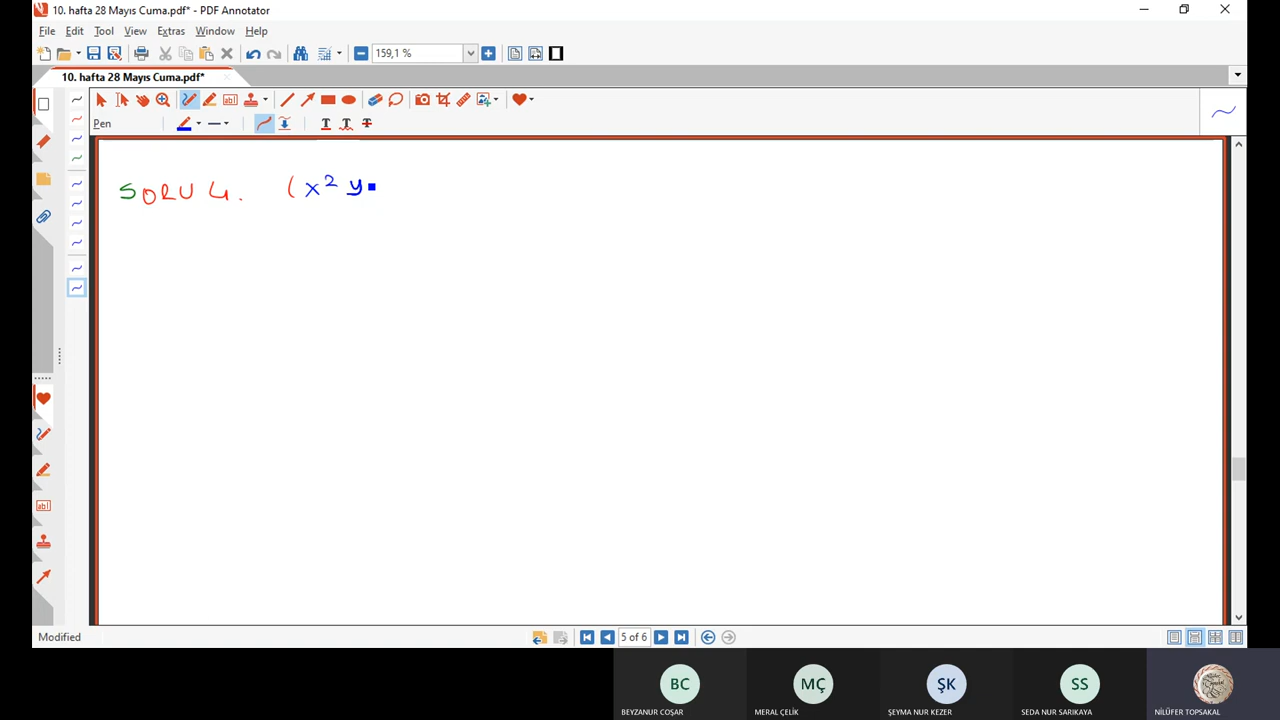 10. hafta 28 Mayıs Cuma.pdf* - PDF Annotator
File Edit Tool View Extras Window Help
159,1 %
10. hafta 28 Mayıs Cuma.pdf*
Pen
SORU 4. (x² y
Modified
5 of 6
BC MÇ ŞK SS
BEYZANUR COŞAR MERAL ÇELİK ŞEYMA NUR KEZER SEDA NUR SARIKAYA NİLÜFER TOPSAKAL